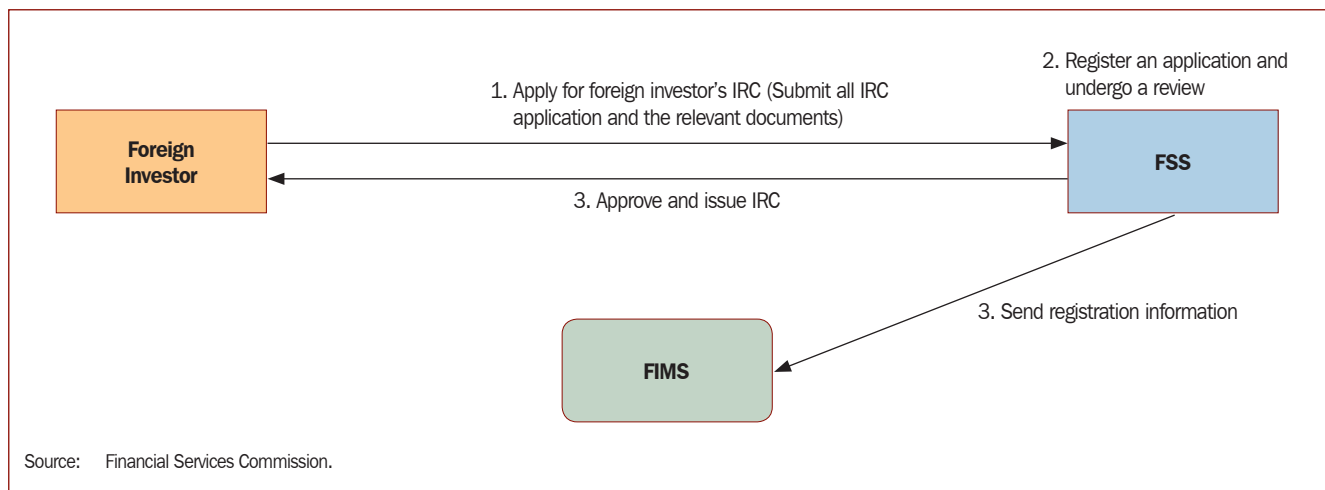 2. Register an application and
undergo a review
1. Apply for foreign investor's IRC (Submit all IRC
application and the relevant documents)
Foreign
Investor
FSS
3. Approve and issue IRC
3. Send registration information
FIMS
Source: Financial Services Commission.